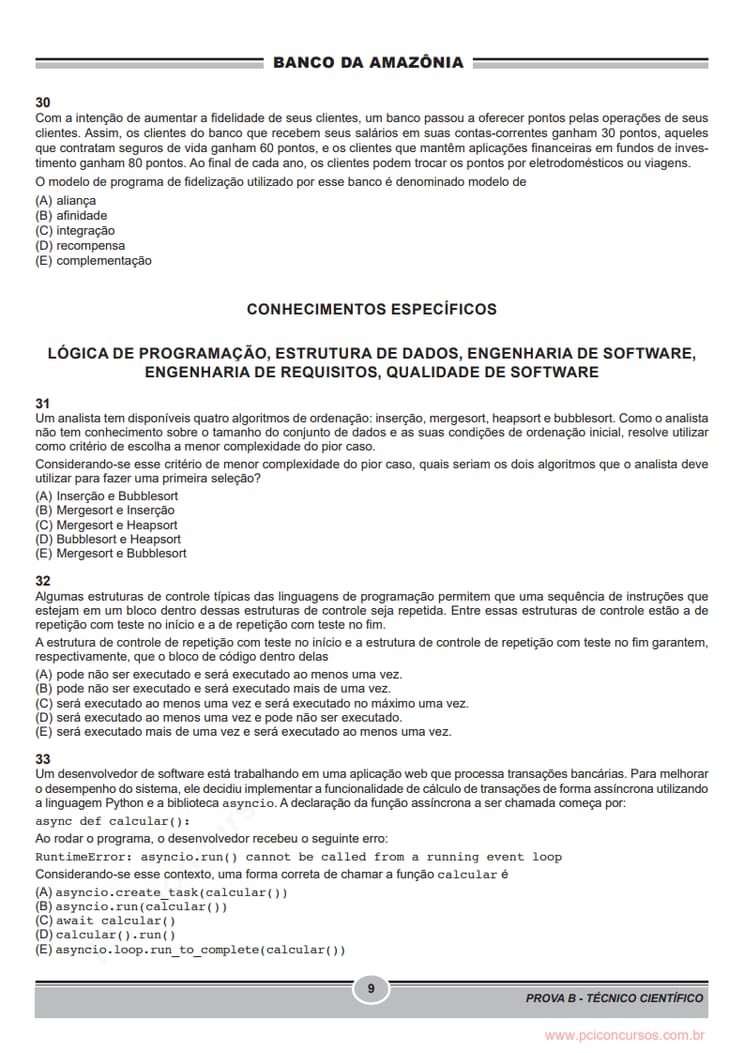 BANCO DA AMAZÔNIA
30
Com a intenção de aumentar a fidelidade de seus clientes, um banco passou a oferecer pontos pelas operações de seus
clientes. Assim, os clientes do banco que recebem seus salários em suas contas-correntes ganham 30 pontos, aqueles
que contratam seguros de vida ganham 60 pontos, e os clientes que mantêm aplicações financeiras em fundos de inves-
timento ganham 80 pontos. Ao final de cada ano, os clientes podem trocar os pontos por eletrodomésticos ou viagens.
O modelo de programa de fidelização utilizado por esse banco é denominado modelo de
(A) aliança
(B) afinidade
(C) integração
(D) recompensa
(E) complementação
CONHECIMENTOS ESPECÍFICOS
LÓGICA DE PROGRAMAÇÃO, ESTRUTURA DE DADOS, ENGENHARIA DE SOFTWARE,
ENGENHARIA DE REQUISITOS, QUALIDADE DE SOFTWARE
31
Um analista tem disponíveis quatro algoritmos de ordenação: inserção, mergesort, heapsort e bubblesort. Como o analista
não tem conhecimento sobre o tamanho do conjunto de dados e as suas condições de ordenação inicial, resolve utilizar
como critério de escolha a menor complexidade do pior caso.
Considerando-se esse critério de menor complexidade do pior caso, quais seriam os dois algoritmos que o analista deve
utilizar para fazer uma primeira seleção?
(A) Inserção e Bubblesort
(B) Mergesort e Inserção
(C) Mergesort e Heapsort
(D) Bubblesort e Heapsort
(E) Mergesort e Bubblesort
32
Algumas estruturas de controle típicas das linguagens de programação permitem que uma sequência de instruções que
estejam em um bloco dentro dessas estruturas de controle seja repetida. Entre essas estruturas de controle estão a de
repetição com teste no início e a de repetição com teste no fim.
A estrutura de controle de repetição com teste no início e a estrutura de controle de repetição com teste no fim garantem,
respectivamente, que o bloco de código dentro delas
(A) pode não ser executado e será executado ao menos uma vez.
(B) pode não ser executado e será executado mais de uma vez.
(C) será executado ao menos uma vez e será executado no máximo uma vez.
(D) será executado ao menos uma vez e pode não ser executado.
(E) será executado mais de uma vez e será executado ao menos uma vez.
33
Um desenvolvedor de software está trabalhando em uma aplicação web que processa transações bancárias. Para melhorar
o desempenho do sistema, ele decidiu implementar a funcionalidade de cálculo de transações de forma assíncrona utilizando
a linguagem Python e a biblioteca asyncio. A declaração da função assíncrona a ser chamada começa por:
async def calcular():
Ao rodar o programa, o desenvolvedor recebeu o seguinte erro:
RuntimeError: asyncio.run() cannot be called from a running event loop
Considerando-se esse contexto, uma forma correta de chamar a função calcular é
(A) asyncio.create_task(calcular())
(B) asyncio.run(calcular())
(C) await calcular()
(D) calcular().run()
(E) asyncio.loop.run_to_complete(calcular())
9
PROVA B - TÉCNICO CIENTÍFICO
www.pciconcursos.com.br